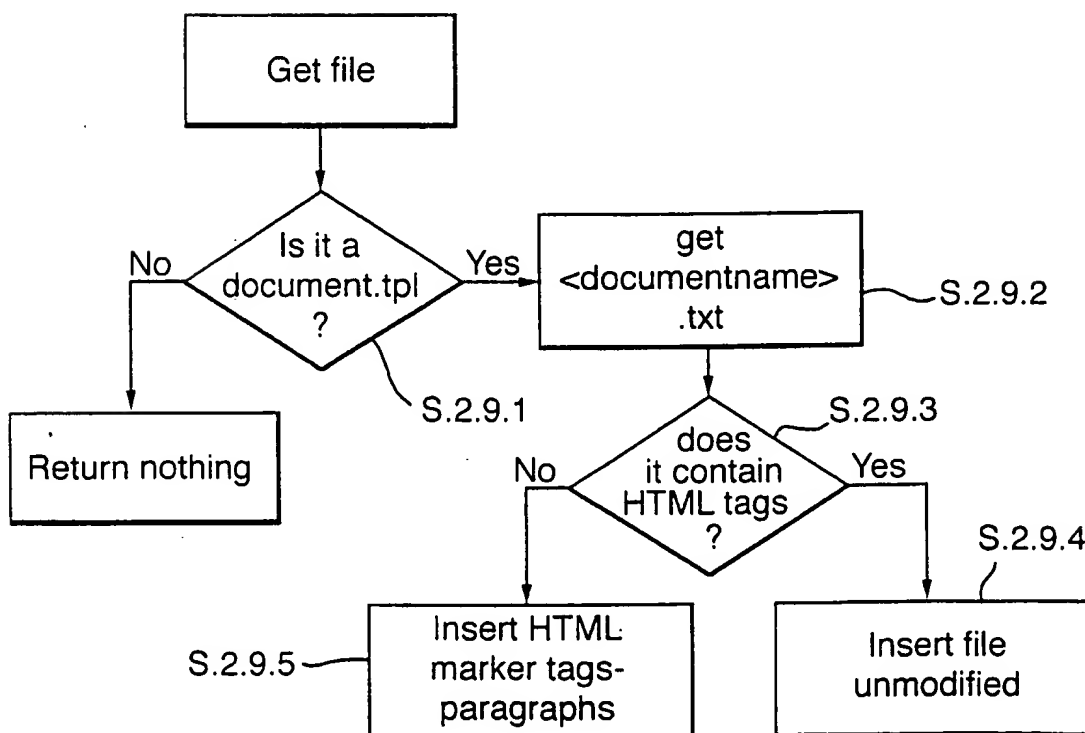 Get file
Is it a
document.tpl
?
No
Yes
get
<documentname>
.txt
S.2.9.2
S.2.9.1
Return nothing
S.2.9.3
does
it contain
HTML tags
?
No
Yes
S.2.9.4
S.2.9.5
Insert HTML
marker tags-
paragraphs
Insert file
unmodified